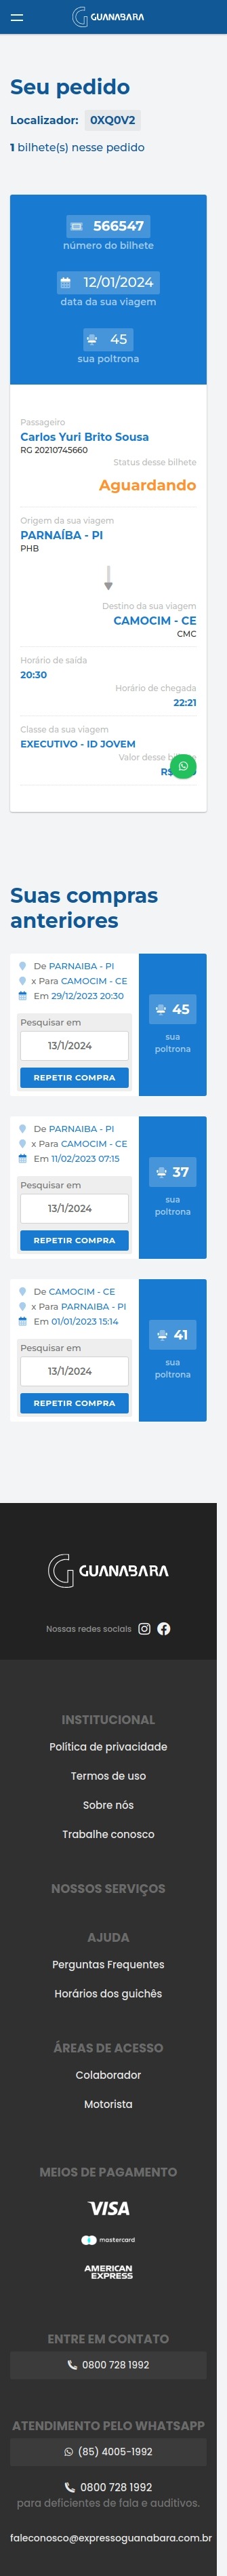 GUANABARA
Seu pedido
Localizador: 0XQ0V2
1 bilhete(s) nesse pedido
566547
número do bilhete
12/01/2024
data da sua viagem
45
sua poltrona
Passageiro
Carlos Yuri Brito Sousa
RG 20210745660
Status desse bilhete
Aguardando
Origem da sua viagem
PARNAÍBA - PI
PHB
Destino da sua viagem
CAMOCIM - CE
CMC
Horário de saída
20:30
Horário de chegada
22:21
Classe da sua viagem
EXECUTIVO - ID JOVEM
Valor desse
Suas compras
anteriores
De PARNAIBA - PI
x Para CAMOCIM - CE
Em 29/12/2023 20:30
Pesquisar em
13/1/2024
REPETIR COMPRA
45
sua
poltrona
De PARNAIBA - PI
x Para CAMOCIM - CE
Em 11/02/2023 07:15
Pesquisar em
13/1/2024
REPETIR COMPRA
37
sua
poltrona
De CAMOCIM - CE
x Para PARNAIBA - PI
Em 01/01/2023 15:14
Pesquisar em
13/1/2024
REPETIR COMPRA
41
sua
poltrona
GUANABARA
Nossas redes sociais
INSTITUCIONAL
Política de privacidade
Termos de uso
Sobre nós
Trabalhe conosco
NOSSOS SERVIÇOS
AJUDA
Perguntas Frequentes
Horários dos guichês
ÁREAS DE ACESSO
Colaborador
Motorista
MEIOS DE PAGAMENTO
VISA
mastercard
AMERICAN
EXPRESS
ENTRE EM CONTATO
0800 728 1992
ATENDIMENTO PELO WHATSAPP
(85) 4005-1992
0800 728 1992
para deficientes de fala e auditivos.
faleconosco@expressoguanabara.com.br